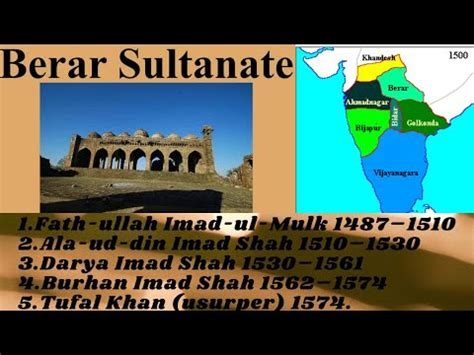 Berar Sultanate
1500
Khandesh
Berar
Ahmadnagar
Bidar
Golkonda
Bijapur
Vijayanagara
1.Fath-ullah Imad-ul-Mulk 1487–1510
2.Ala-ud-din Imad Shah 1510–1530
3.Darya Imad Shah 1530–1561
4.Burhan Imad Shah 1562–1574
5.Tufal Khan (usurper) 1574.